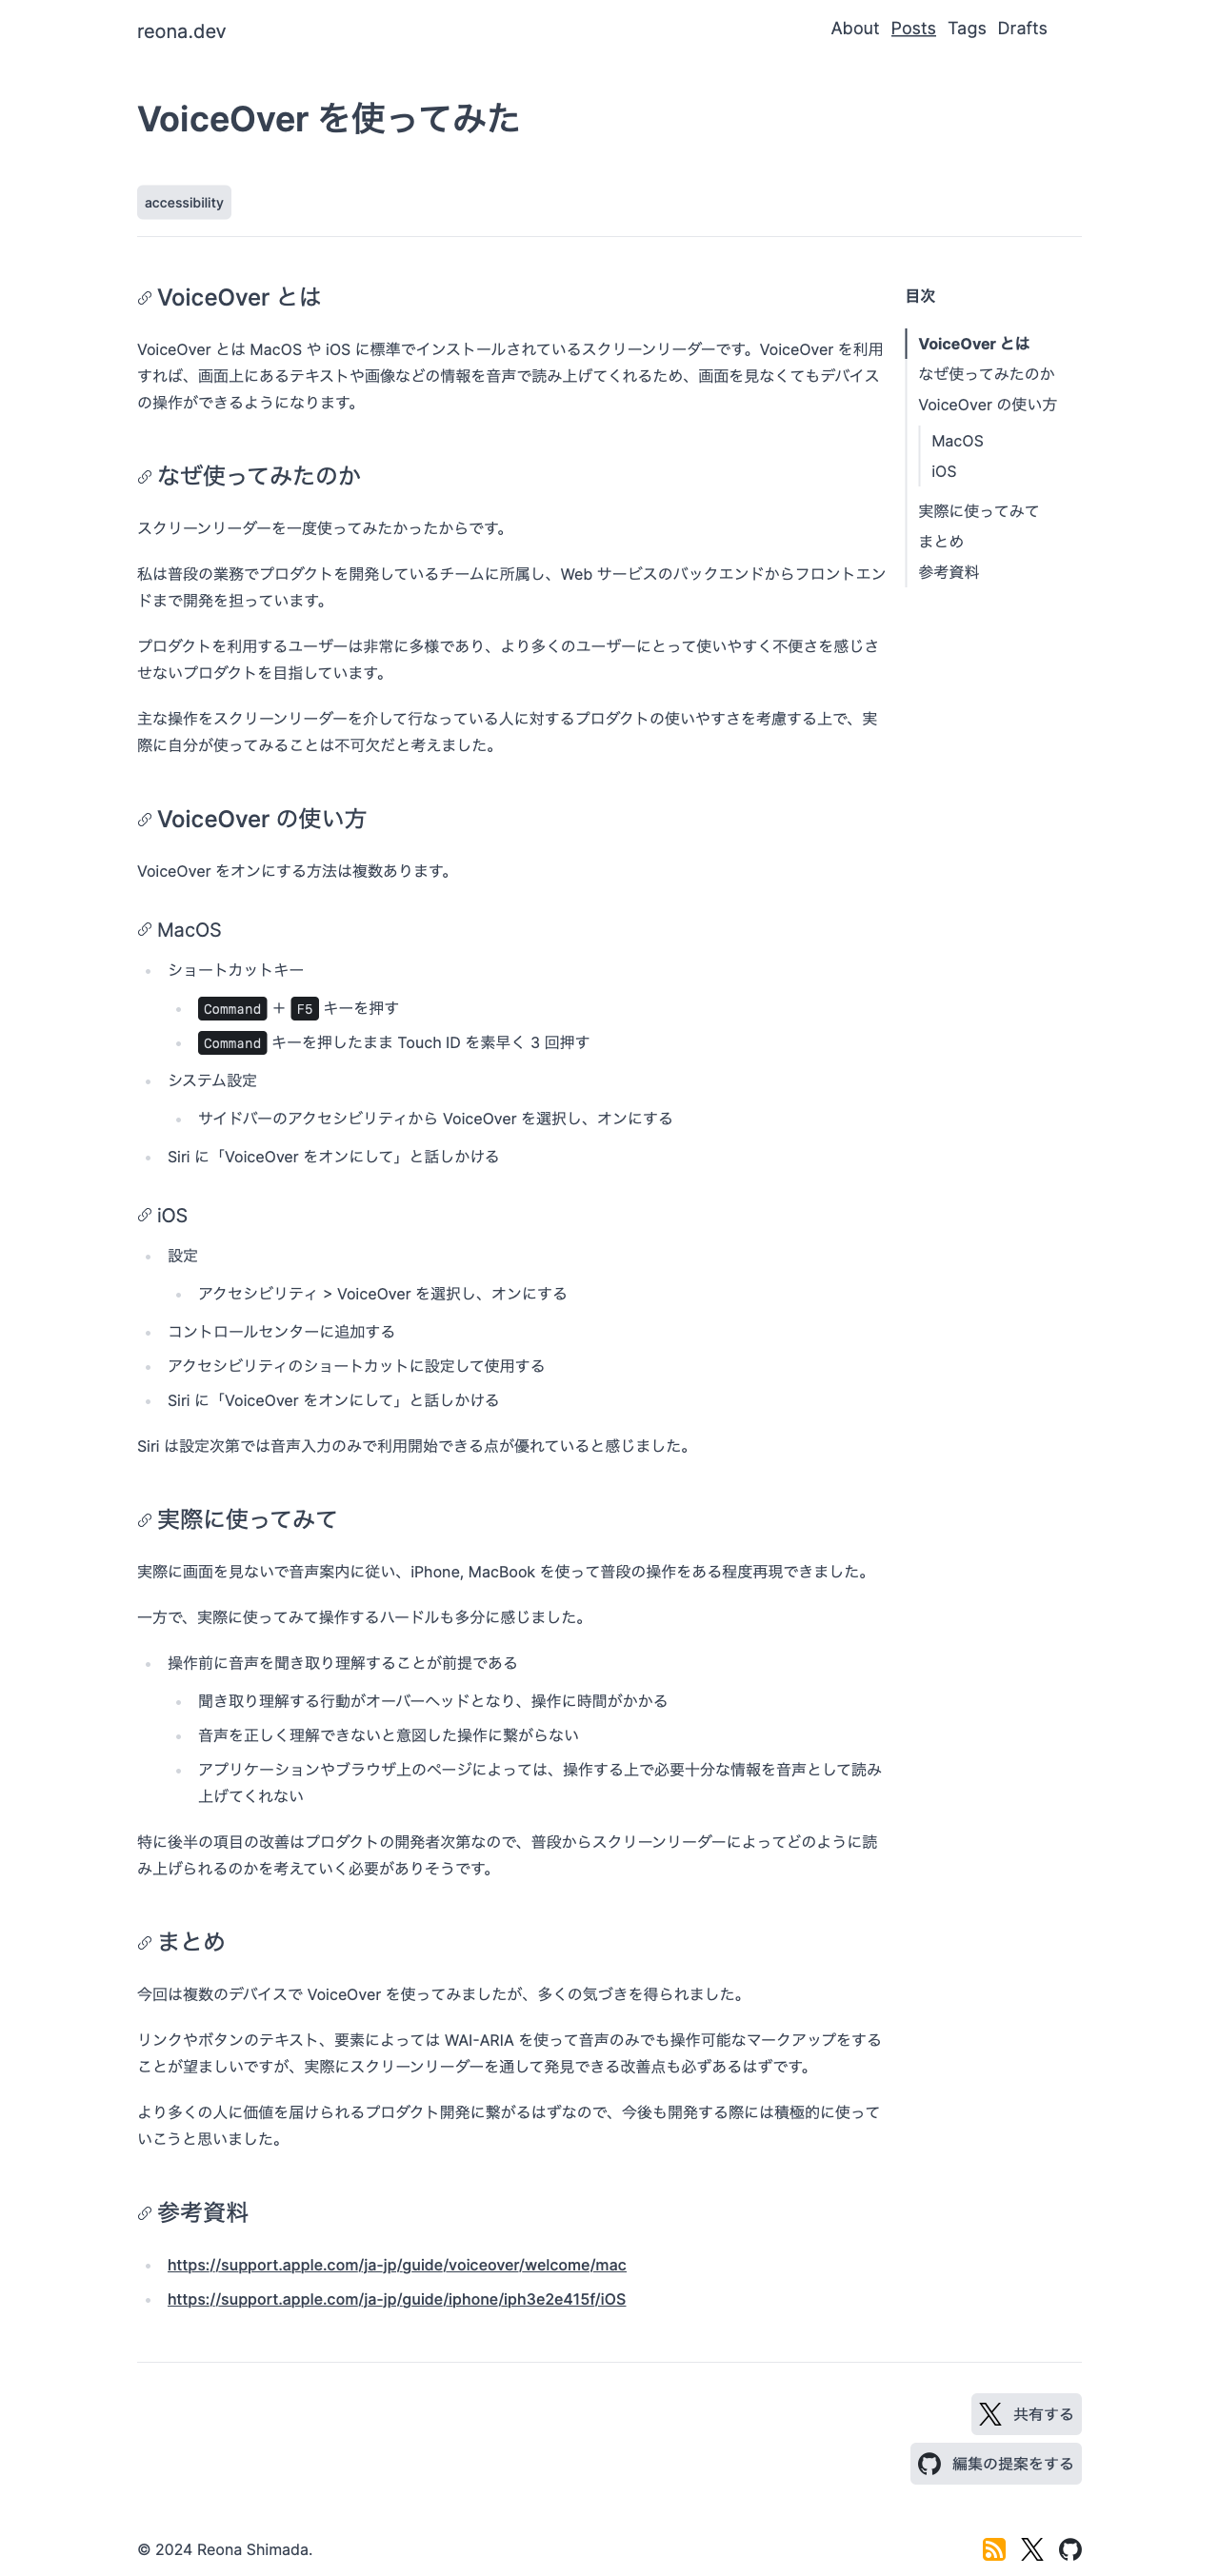 reona.dev
About Posts Tags Drafts
VoiceOver を使ってみた
accessibility
VoiceOver とは
VoiceOver とは MacOS や iOS に標準でインストールされているスクリーンリーダーです。VoiceOver を利用
すれば、画面上にあるテキストや画像などの情報を音声で読み上げてくれるため、画面を見なくてもデバイス
の操作ができるようになります。
なぜ使ってみたのか
スクリーンリーダーを一度使ってみたかったからです。
私は普段の業務でプロダクトを開発しているチームに所属し、Web サービスのバックエンドからフロントエン
ドまで開発を担っています。
プロダクトを利用するユーザーは非常に多様であり、より多くのユーザーにとって使いやすく不便さを感じさ
せないプロダクトを目指しています。
主な操作をスクリーンリーダーを介して行なっている人に対するプロダクトの使いやすさを考慮する上で、実
際に自分が使ってみることは不可欠だと考えました。
VoiceOver の使い方
VoiceOver をオンにする方法は複数あります。
MacOS
ショートカットキー
Command + F5 キーを押す
Command キーを押したまま Touch ID を素早く 3 回押す
システム設定
サイドバーのアクセシビリティから VoiceOver を選択し、オンにする
Siri に「VoiceOver をオンにして」と話しかける
iOS
設定
アクセシビリティ > VoiceOver を選択し、オンにする
コントロールセンターに追加する
アクセシビリティのショートカットに設定して使用する
Siri に「VoiceOver をオンにして」と話しかける
Siri は設定次第では音声入力のみで利用開始できる点が優れていると感じました。
実際に使ってみて
実際に画面を見ないで音声案内に従い、iPhone, MacBook を使って普段の操作をある程度再現できました。
一方で、実際に使ってみて操作するハードルも多分に感じました。
操作前に音声を聞き取り理解することが前提である
聞き取り理解する行動がオーバーヘッドとなり、操作に時間がかかる
音声を正しく理解できないと意図した操作に繋がらない
アプリケーションやブラウザ上のページによっては、操作する上で必要十分な情報を音声として読み
上げてくれない
特に後半の項目の改善はプロダクトの開発者次第なので、普段からスクリーンリーダーによってどのように読
み上げられるのかを考えていく必要がありそうです。
まとめ
今回は複数のデバイスで VoiceOver を使ってみましたが、多くの気づきを得られました。
リンクやボタンのテキスト、要素によっては WAI-ARIA を使って音声のみでも操作可能なマークアップをする
ことが望ましいですが、実際にスクリーンリーダーを通して発見できる改善点も必ずあるはずです。
より多くの人に価値を届けられるプロダクト開発に繋がるはずなので、今後も開発する際には積極的に使って
いこうと思いました。
参考資料
https://support.apple.com/ja-jp/guide/voiceover/welcome/mac
https://support.apple.com/ja-jp/guide/iphone/iph3e2e415f/iOS
目次
VoiceOver とは
なぜ使ってみたのか
VoiceOver の使い方
MacOS
iOS
実際に使ってみて
まとめ
参考資料
共有する
編集の提案をする
© 2024 Reona Shimada.